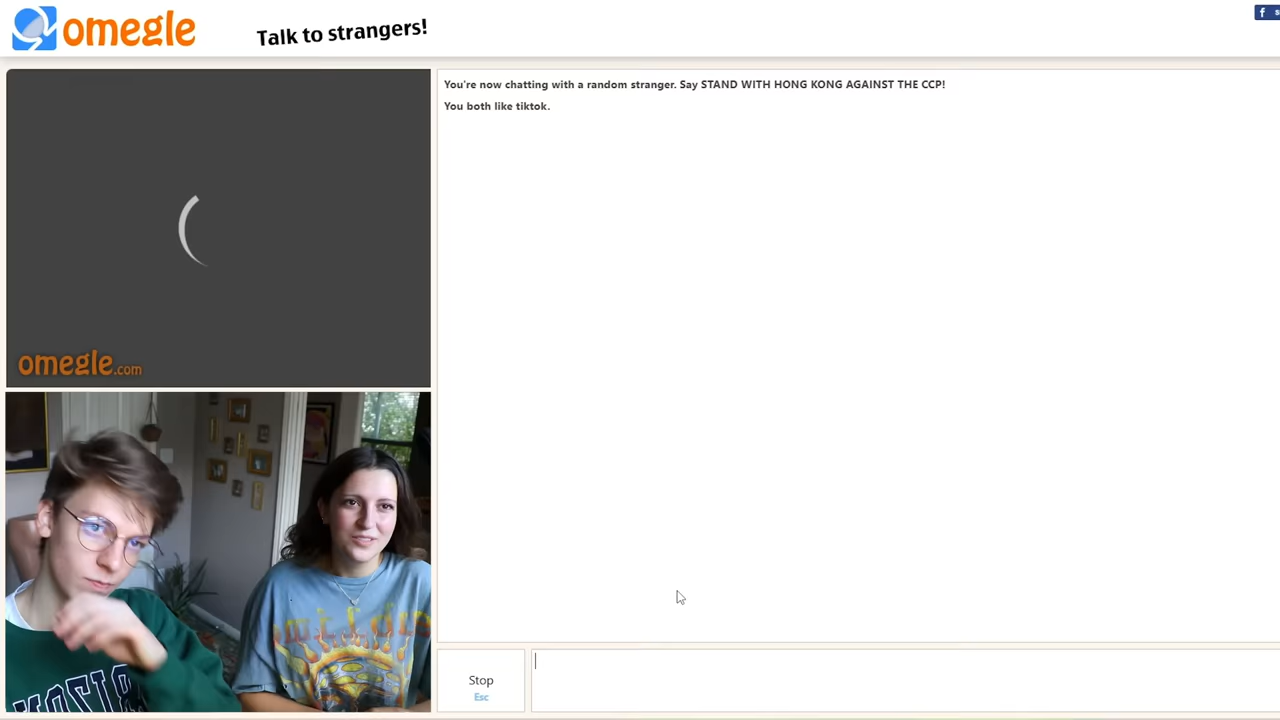 omegle
Talk to strangers!
f
You're now chatting with a random stranger. Say STAND WITH HONG KONG AGAINST THE CCP!
You both like tiktok.
omegle.com
Stop
Esc